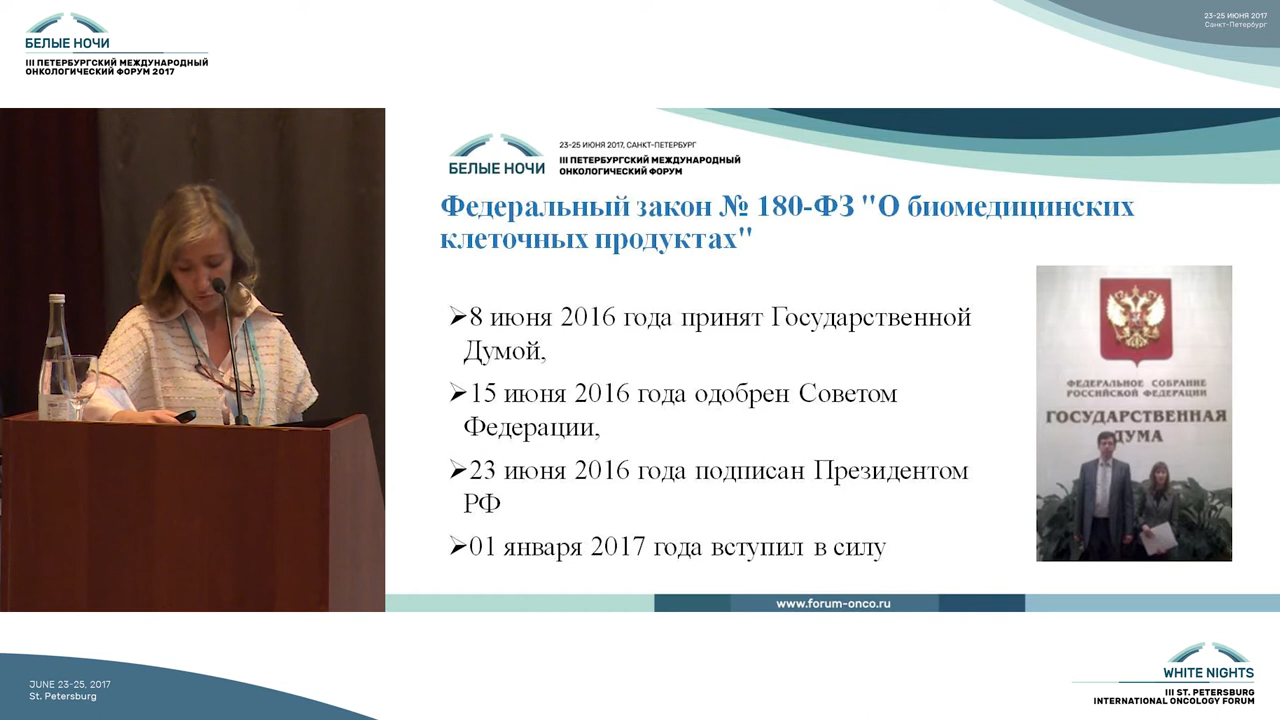 БЕЛЫЕ НОЧИ
III ПЕТЕРБУРГСКИЙ МЕЖДУНАРОДНЫЙ
ОНКОЛОГИЧЕСКИЙ ФОРУМ 2017
23-25 ИЮНЯ 2017
Санкт-Петербург
БЕЛЫЕ НОЧИ
23-25 ИЮНЯ 2017, САНКТ-ПЕТЕРБУРГ
III ПЕТЕРБУРГСКИЙ МЕЖДУНАРОДНЫЙ
ОНКОЛОГИЧЕСКИЙ ФОРУМ
Федеральный закон № 180-ФЗ "О биомедицинских
клеточных продуктах"
8 июня 2016 года принят Государственной
Думой,
15 июня 2016 года одобрен Советом
Федерации,
23 июня 2016 года подписан Президентом
РФ
01 января 2017 года вступил в силу
ФЕДЕРАЛЬНОЕ СОБРАНИЕ
РОССИЙСКОЙ ФЕДЕРАЦИИ
ГОСУДАРСТВЕННАЯ
ДУМА
www.forum-onco.ru
JUNE 23-25, 2017
St. Petersburg
WHITE NIGHTS
III ST. PETERSBURG
INTERNATIONAL ONCOLOGY FORUM